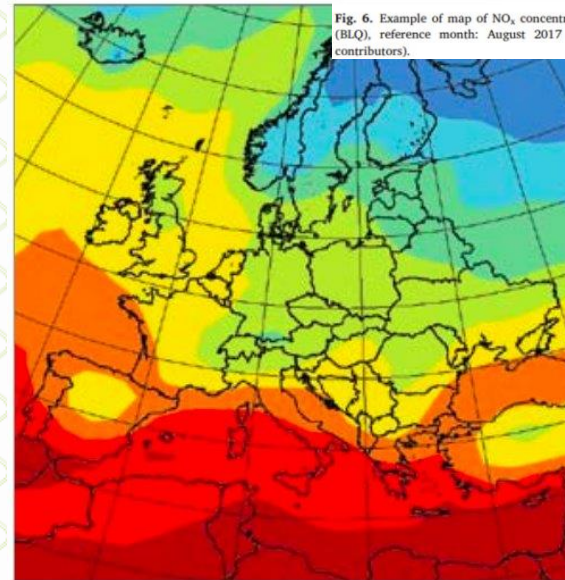 Fig. 6. Example of map of NOₓ concentr
(BLQ), reference month: August 2017
contributors).